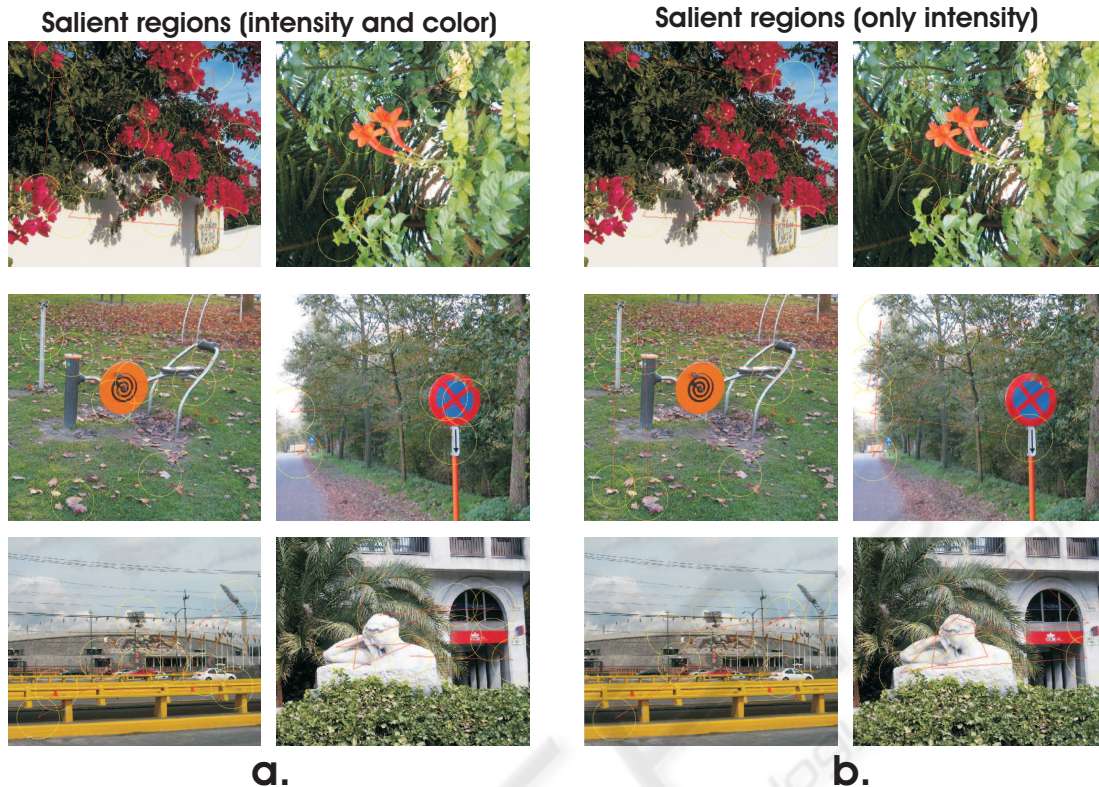 Salient regions (intensity and color)
Salient regions (only intensity)
a.
b.